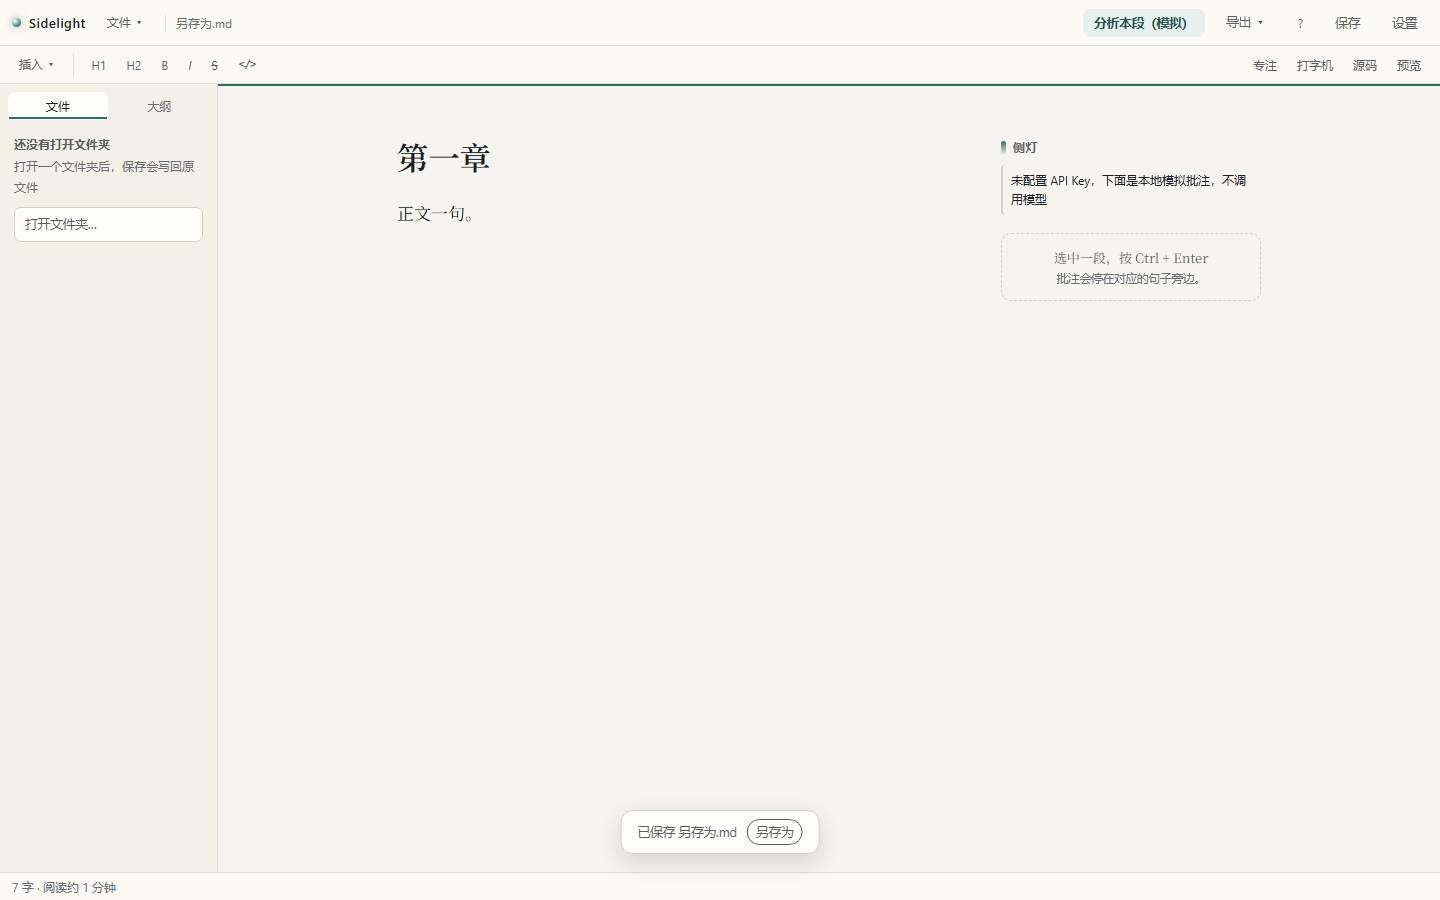 Sidelight 文件 ▾ 另存为.md 分析本段（模拟） 导出 ▾ ? 保存 设置
插入 ▾ H1 H2 B I S </> 专注 打字机 源码 预览
文件 大纲
还没有打开文件夹
打开一个文件夹后，保存会写回原
文件
打开文件夹...
第一章
正文一句。
侧灯
未配置 API Key，下面是本地模拟批注，不调
用模型
选中一段，按 Ctrl + Enter
批注会停在对应的句子旁边。
已保存 另存为.md 另存为
7 字 · 阅读约 1 分钟